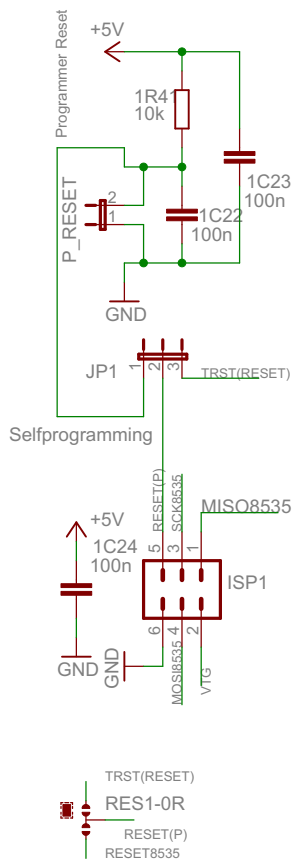 +5V
Programmer Reset
1R41
10k
1C23
100n
P_RESET
2
1
1C22
100n
GND
JP1
1
2
3
TRST(RESET)
Selfprogramming
RESET(P)
SCK8535
MISO8535
+5V
1C24
100n
5
3
1
ISP1
6
4
2
GND
GND
MOSI8535
VTG
TRST(RESET)
RES1-0R
RESET(P)
RESET8535